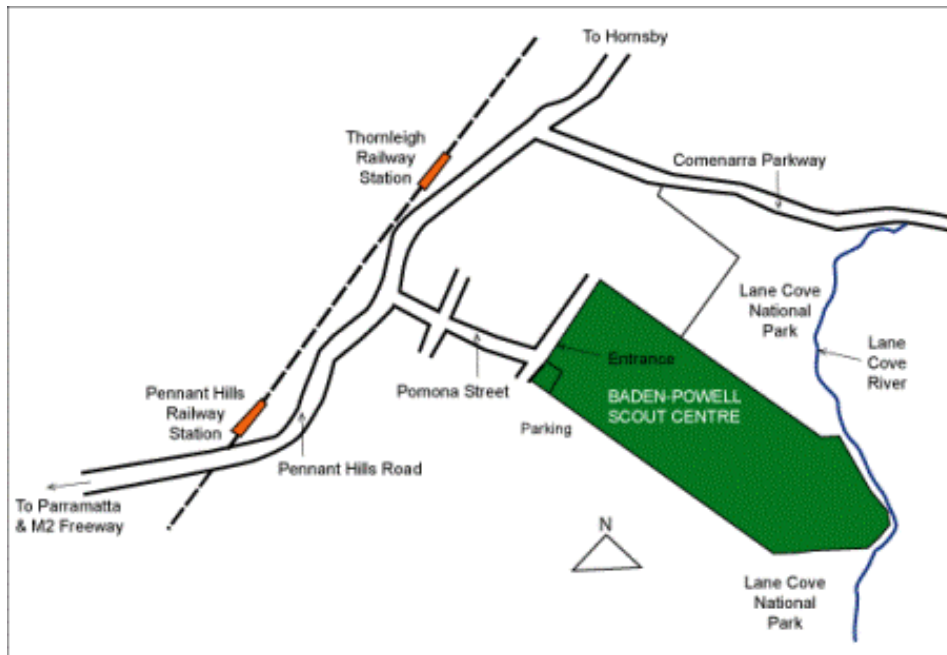 To Hornsby
Thornleigh
Railway
Station
Comenarra Parkway
Lane Cove
National
Park
Lane
Cove
River
Entrance
BADEN-POWELL
SCOUT CENTRE
Pomona Street
Parking
Pennant Hills
Railway
Station
Pennant Hills Road
To Parramatta
& M2 Freeway
N
Lane Cove
National
Park